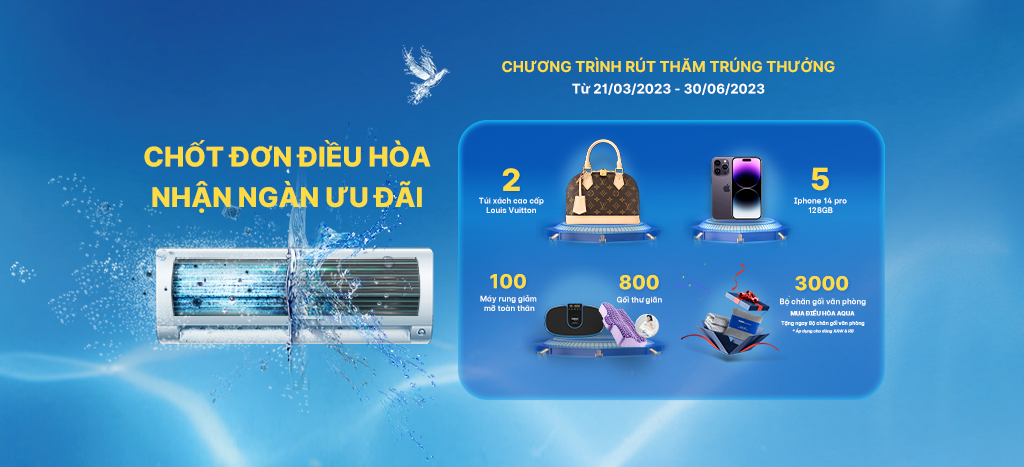 CHƯƠNG TRÌNH RÚT THĂM TRÚNG THƯỞNG
Từ 21/03/2023 - 30/06/2023
CHỐT ĐƠN ĐIỀU HÒA
NHẬN NGÀN ƯU ĐÃI
2
Túi xách cao cấp
Louis Vuitton
5
Iphone 14 pro
128GB
100
Máy rung giảm
mỡ toàn thân
800
Gối thư giãn
3000
Bộ chăn gối văn phòng
MUA ĐIỀU HÒA AQUA
Tặng ngay Bộ chăn gối văn phòng
* Áp dụng cho dòng XAW & RB